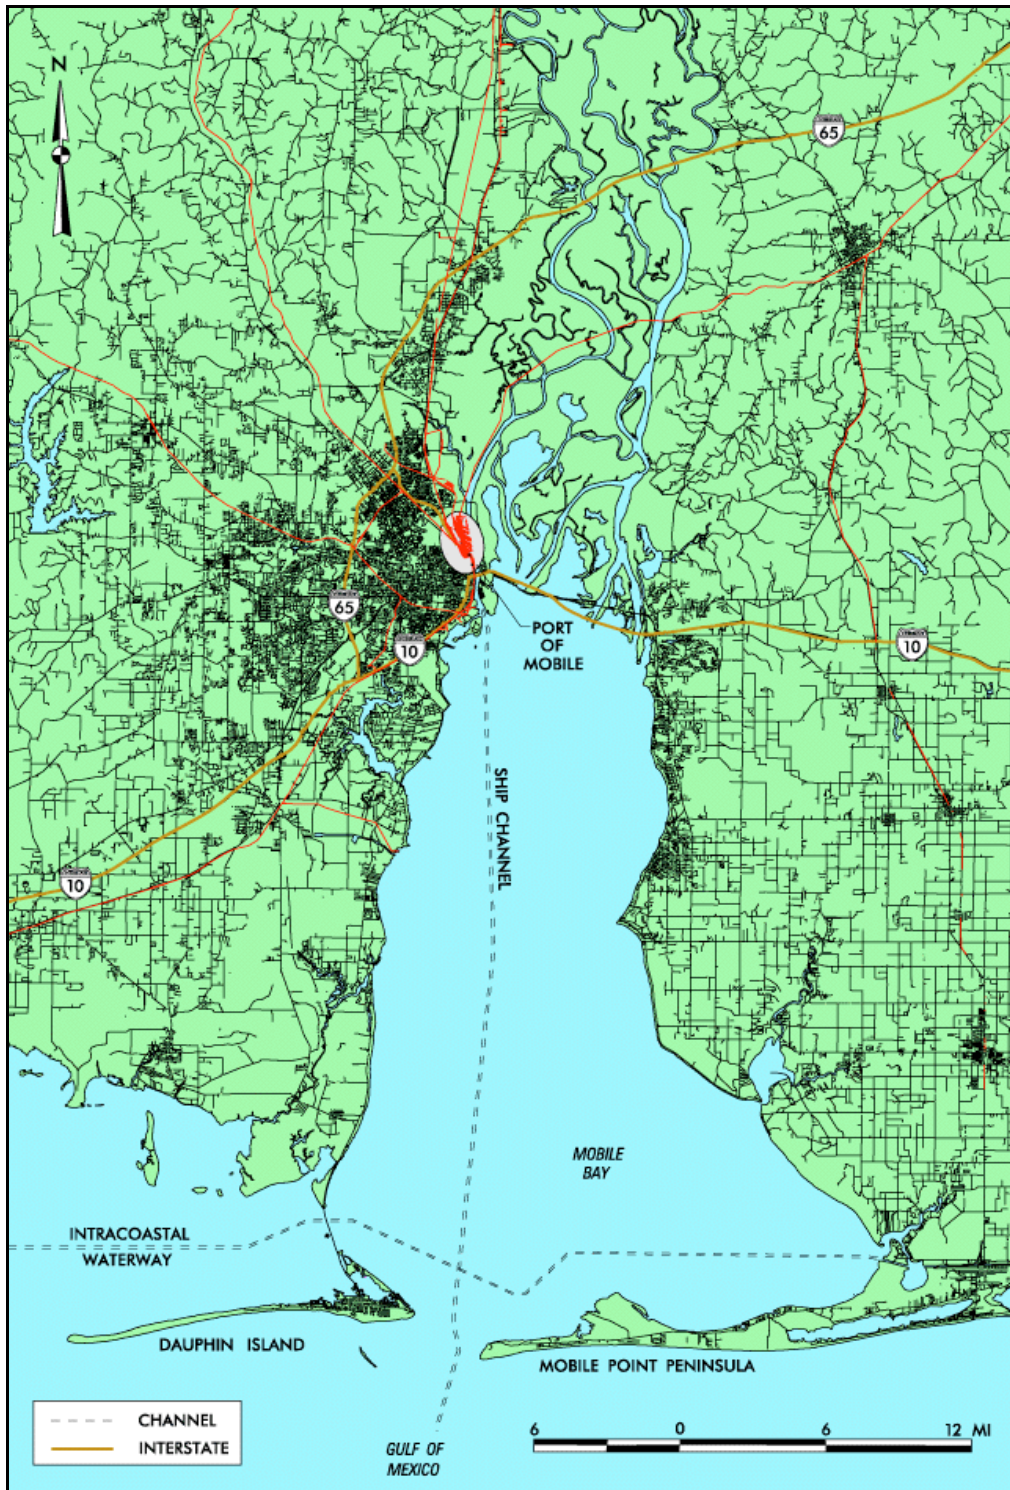 N
65
65
10
10
PORT
OF
MOBILE
SHIP CHANNEL
10
MOBILE
BAY
INTRACOASTAL
WATERWAY
DAUPHIN ISLAND
MOBILE POINT PENINSULA
CHANNEL
INTERSTATE
6 0 6 12 MI
GULF OF
MEXICO